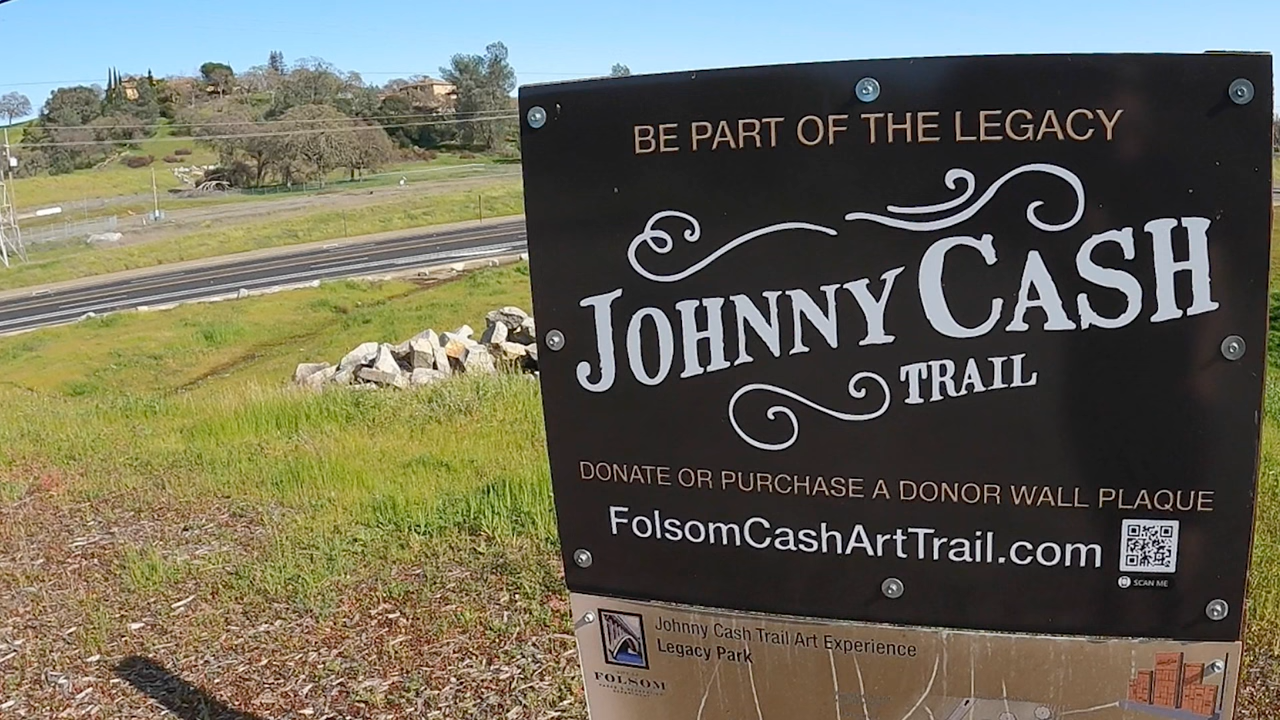 BE PART OF THE LEGACY
JOHNNY CASH
TRAIL
DONATE OR PURCHASE A DONOR WALL PLAQUE
FolsomCashArtTrail.com
SCAN ME
Johnny Cash Trail Art Experience
Legacy Park
FOLSOM